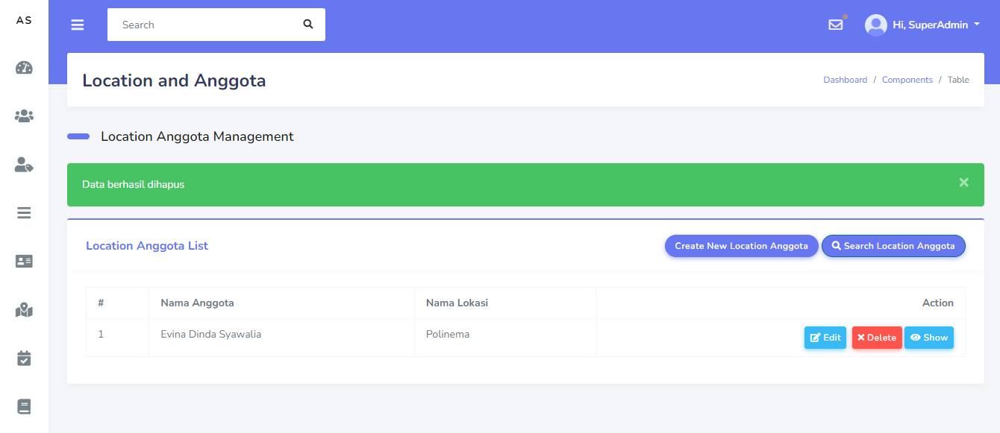 AS
Search
Hi, SuperAdmin
Location and Anggota
Dashboard / Components / Table
Location Anggota Management
Data berhasil dihapus
×
Location Anggota List
Create New Location Anggota
Search Location Anggota
# Nama Anggota Nama Lokasi Action
1 Evina Dinda Syawalia Polinema Edit Delete Show